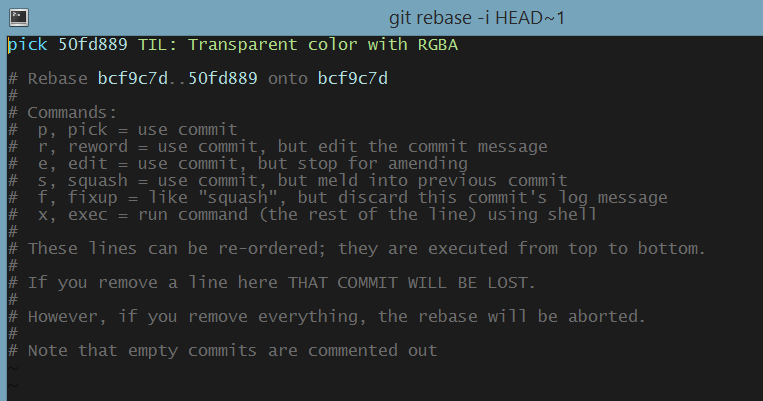 git rebase -i HEAD~1
pick 50fd889 TIL: Transparent color with RGBA
# Rebase bcf9c7d..50fd889 onto bcf9c7d
#
# Commands:
#  p, pick = use commit
#  r, reword = use commit, but edit the commit message
#  e, edit = use commit, but stop for amending
#  s, squash = use commit, but meld into previous commit
#  f, fixup = like "squash", but discard this commit's log message
#  x, exec = run command (the rest of the line) using shell
#
# These lines can be re-ordered; they are executed from top to bottom.
#
# If you remove a line here THAT COMMIT WILL BE LOST.
#
# However, if you remove everything, the rebase will be aborted.
#
# Note that empty commits are commented out
~
~